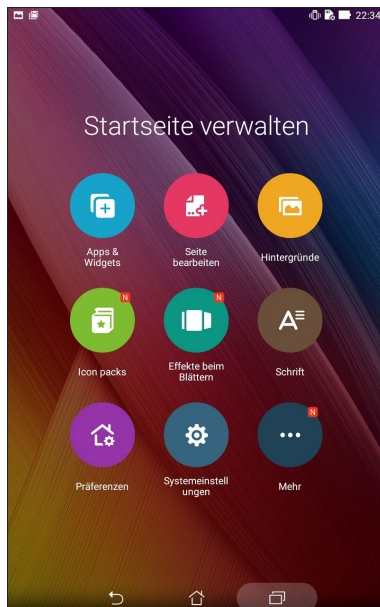 22:34
Startseite verwalten
Apps &
Widgets
Seite
bearbeiten
Hintergründe
N
Icon packs
N
Effekte beim
Blättern
A
Schrift
Präferenzen
Systemeinstell
ungen
N
Mehr